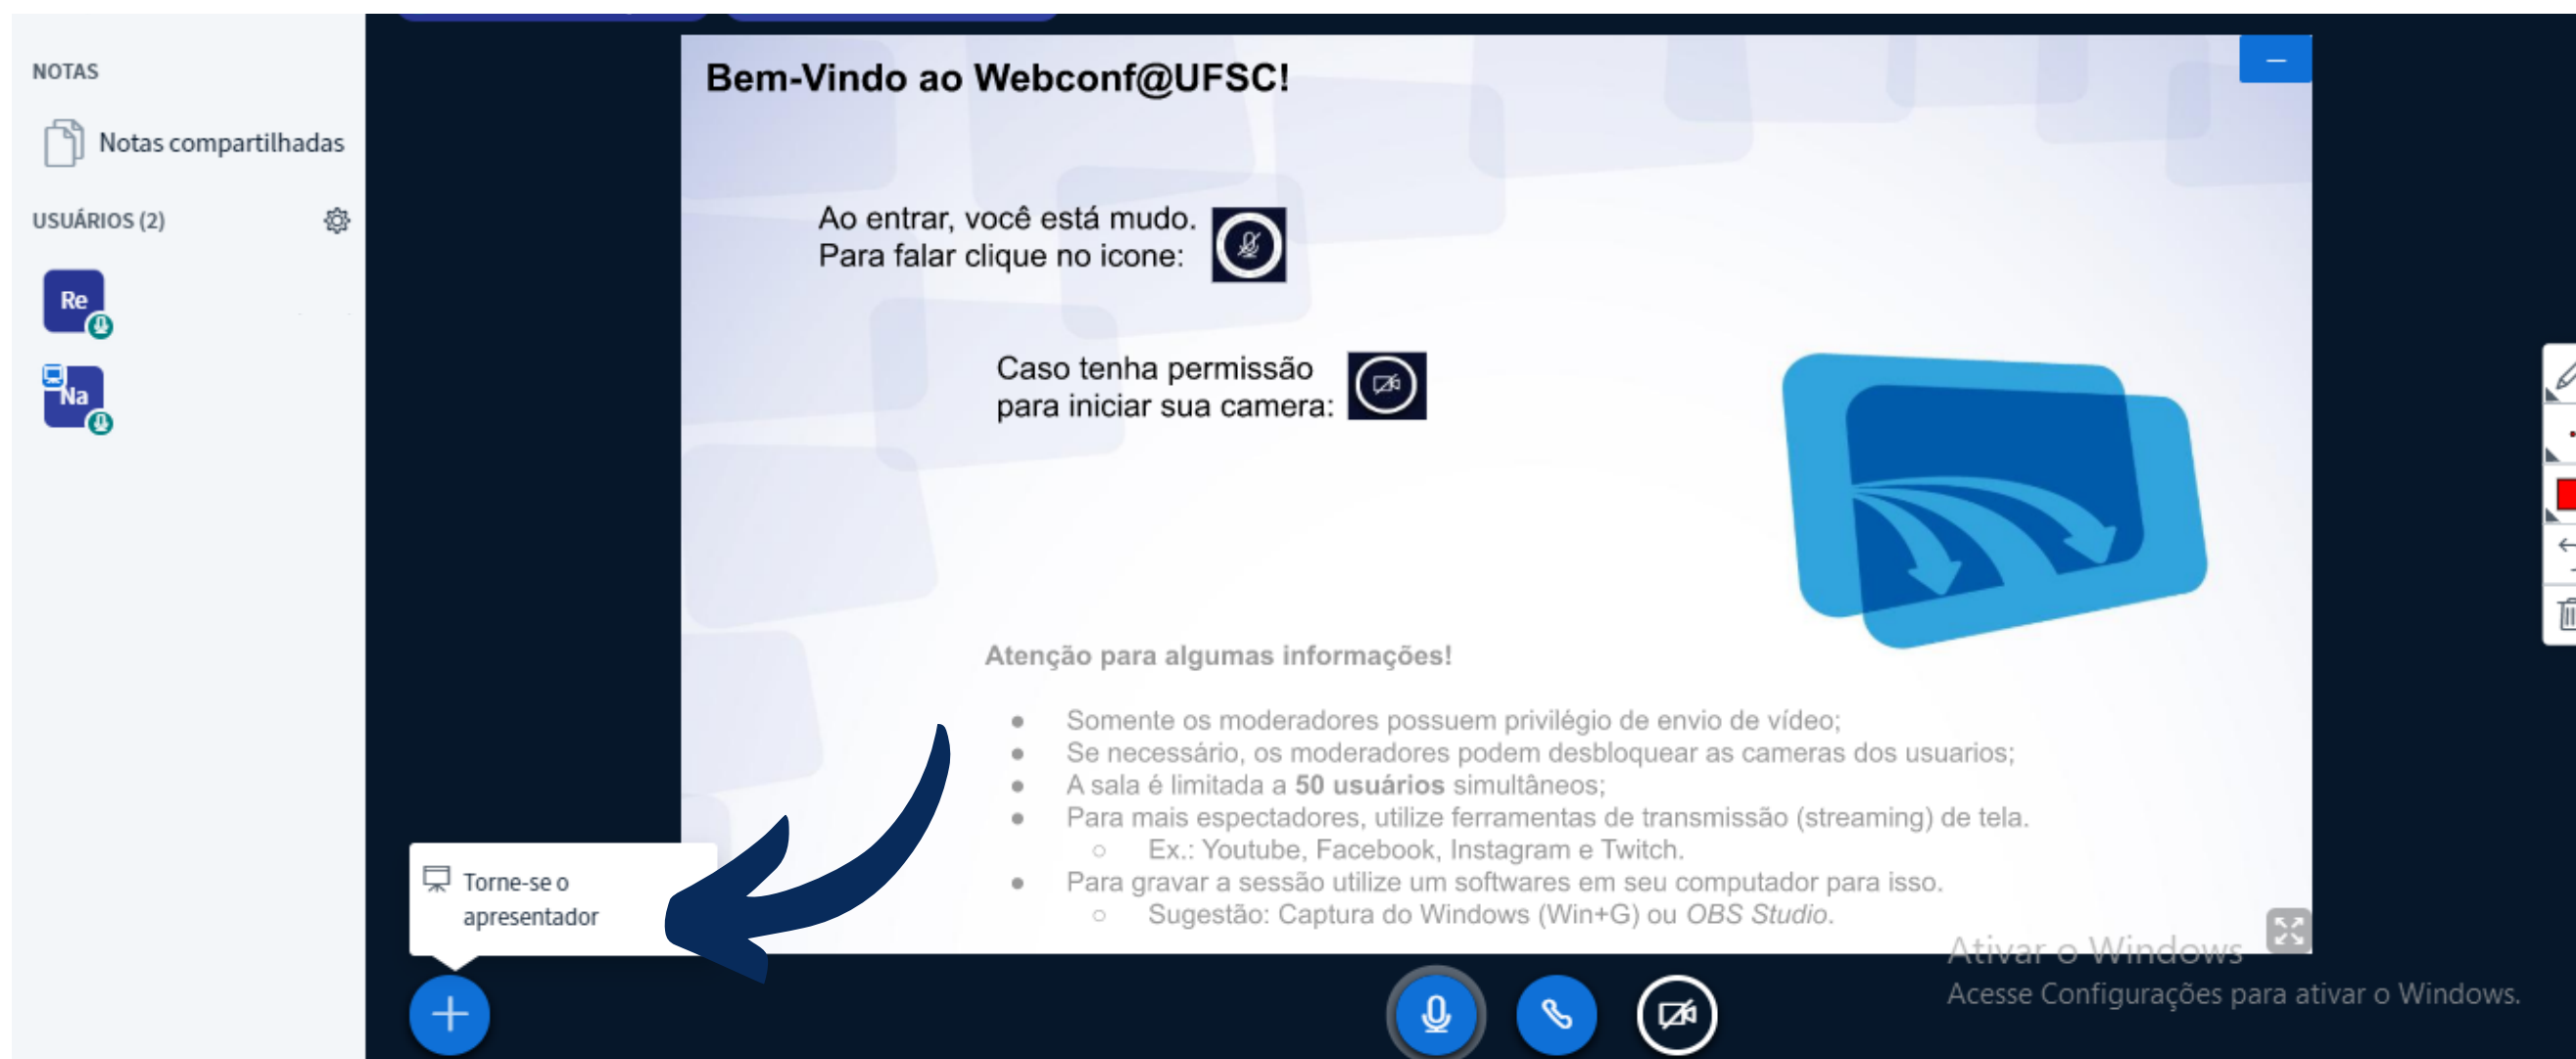 NOTAS
Notas compartilhadas
USUÁRIOS (2)
Re
Na
Bem-Vindo ao Webconf@UFSC!
Ao entrar, você está mudo.
Para falar clique no icone:
Caso tenha permissão
para iniciar sua camera:
Atenção para algumas informações!
● Somente os moderadores possuem privilégio de envio de vídeo;
● Se necessário, os moderadores podem desbloquear as cameras dos usuarios;
● A sala é limitada a 50 usuários simultâneos;
● Para mais espectadores, utilize ferramentas de transmissão (streaming) de tela.
○ Ex.: Youtube, Facebook, Instagram e Twitch.
● Para gravar a sessão utilize um softwares em seu computador para isso.
○ Sugestão: Captura do Windows (Win+G) ou OBS Studio.
Torne-se o
apresentador
Ativar o Windows
Acesse Configurações para ativar o Windows.